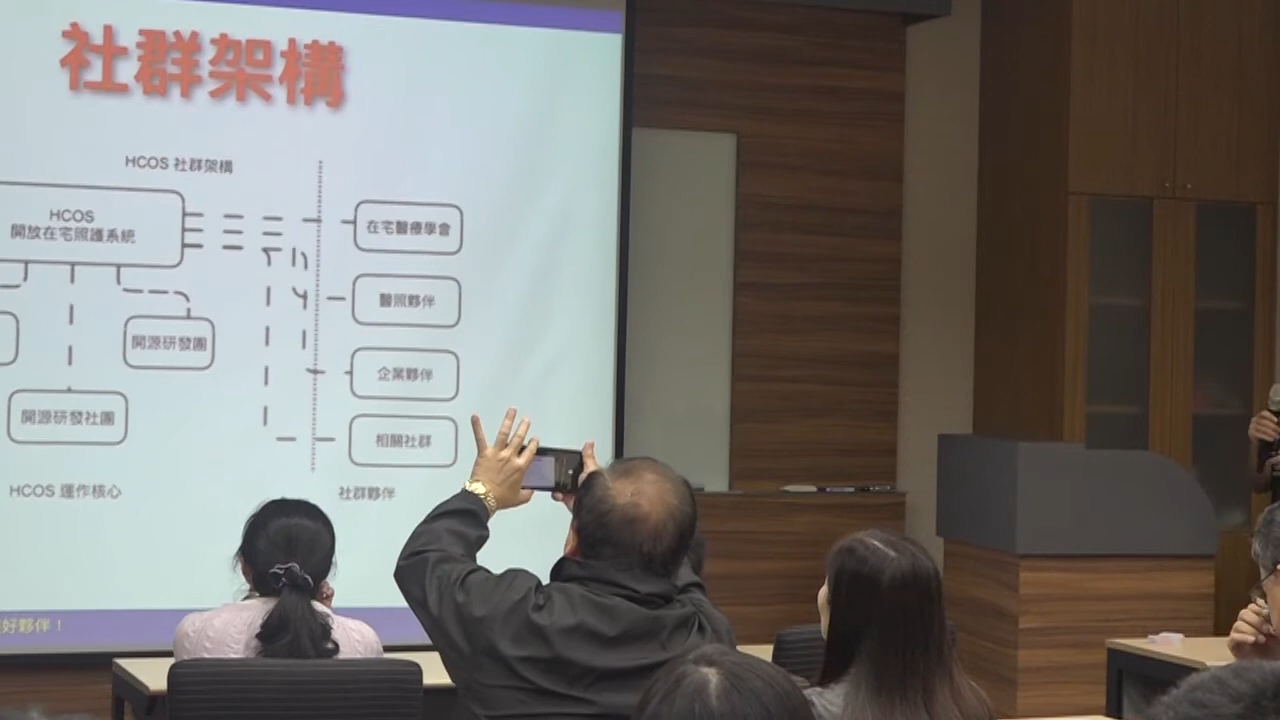 社群架構
HCOS 社群架構
HCOS
開放在宅照護系統
在宅醫療學會
醫照夥伴
開源研發團
企業夥伴
開源研發社團
相關社群
HCOS 運作核心
社群夥伴
好夥伴！